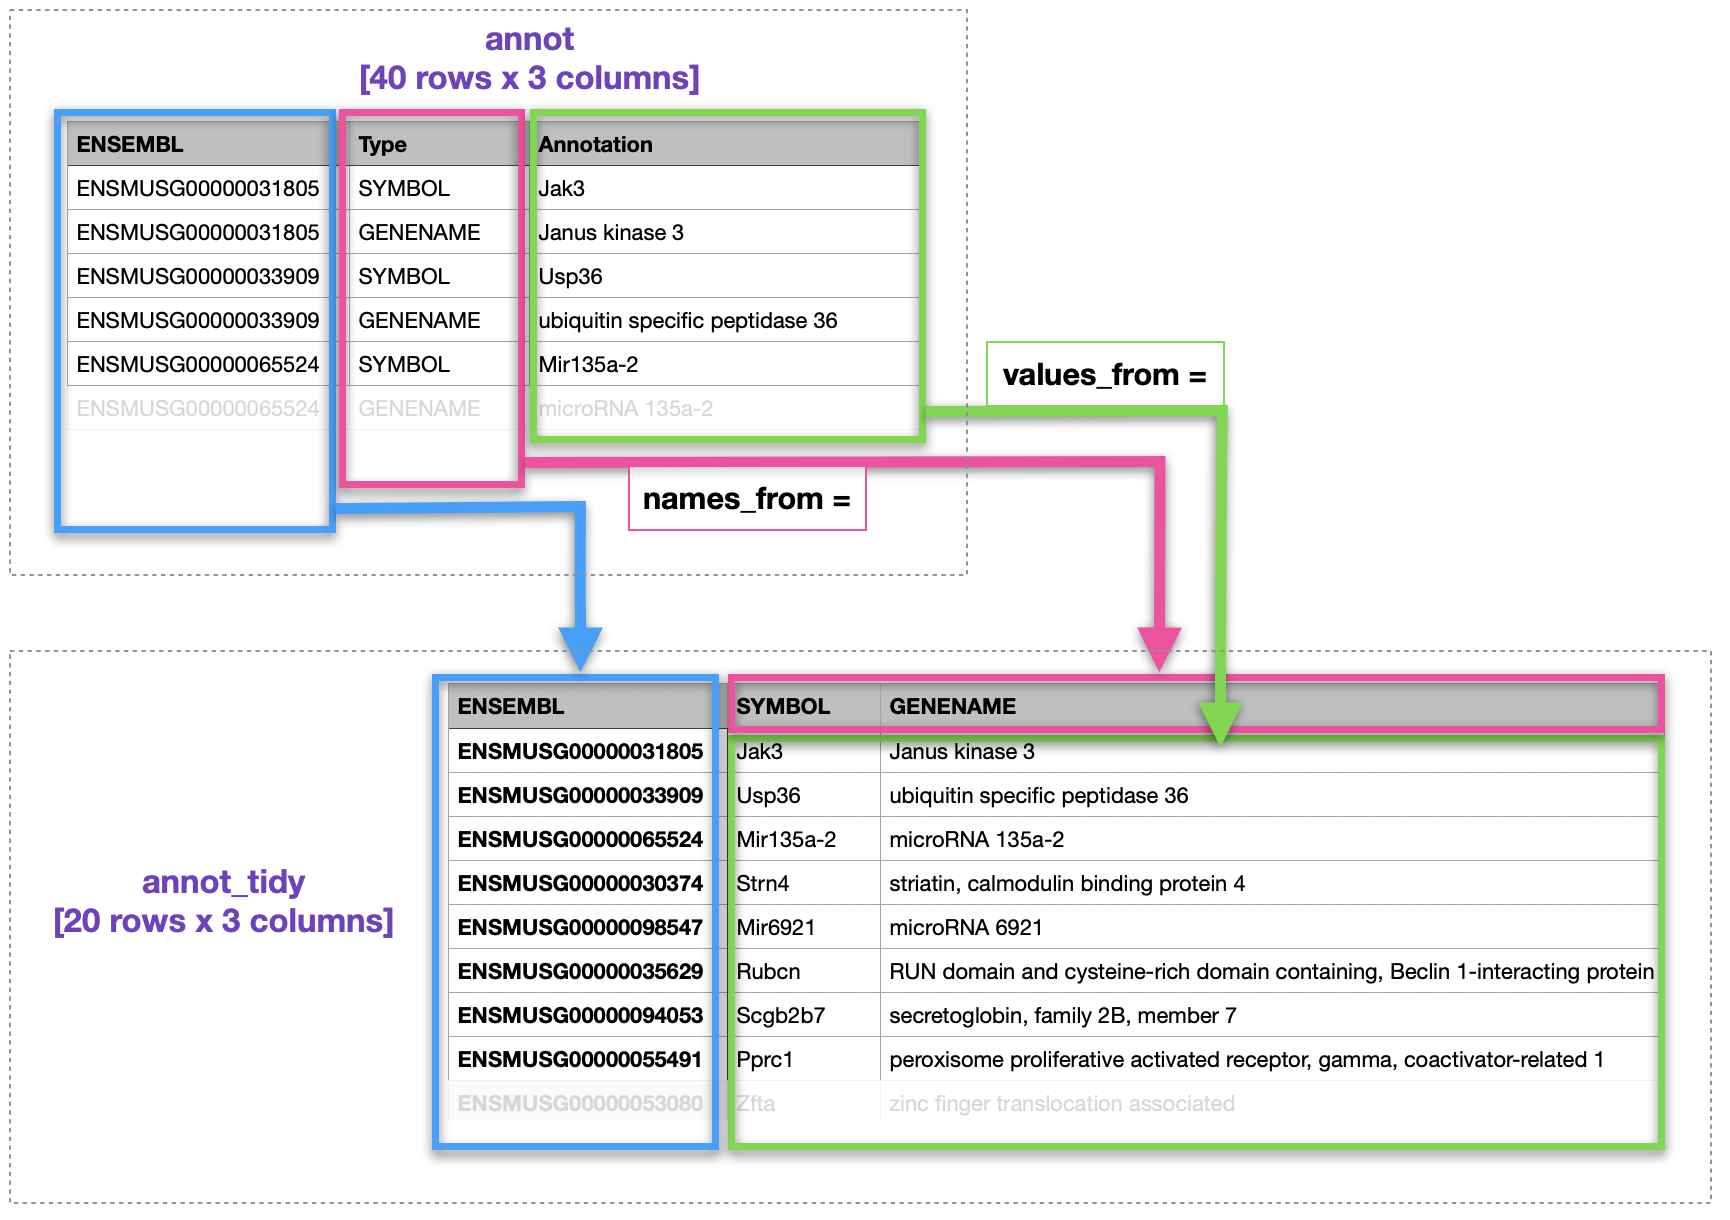 annot
[40 rows x 3 columns]
ENSEMBL Type Annotation
ENSMUSG00000031805 SYMBOL Jak3
ENSMUSG00000031805 GENENAME Janus kinase 3
ENSMUSG00000033909 SYMBOL Usp36
ENSMUSG00000033909 GENENAME ubiquitin specific peptidase 36
ENSMUSG00000065524 SYMBOL Mir135a-2
ENSMUSG00000065524 GENENAME microRNA 135a-2
values_from =
names_from =
annot_tidy
[20 rows x 3 columns]
ENSEMBL SYMBOL GENENAME
ENSMUSG00000031805 Jak3 Janus kinase 3
ENSMUSG00000033909 Usp36 ubiquitin specific peptidase 36
ENSMUSG00000065524 Mir135a-2 microRNA 135a-2
ENSMUSG00000030374 Strn4 striatin, calmodulin binding protein 4
ENSMUSG00000098547 Mir6921 microRNA 6921
ENSMUSG00000035629 Rubcn RUN domain and cysteine-rich domain containing, Beclin 1-interacting protein
ENSMUSG00000094053 Scgb2b7 secretoglobin, family 2B, member 7
ENSMUSG00000055491 Pprc1 peroxisome proliferative activated receptor, gamma, coactivator-related 1
ENSMUSG00000053080 Zfta zinc finger translocation associated